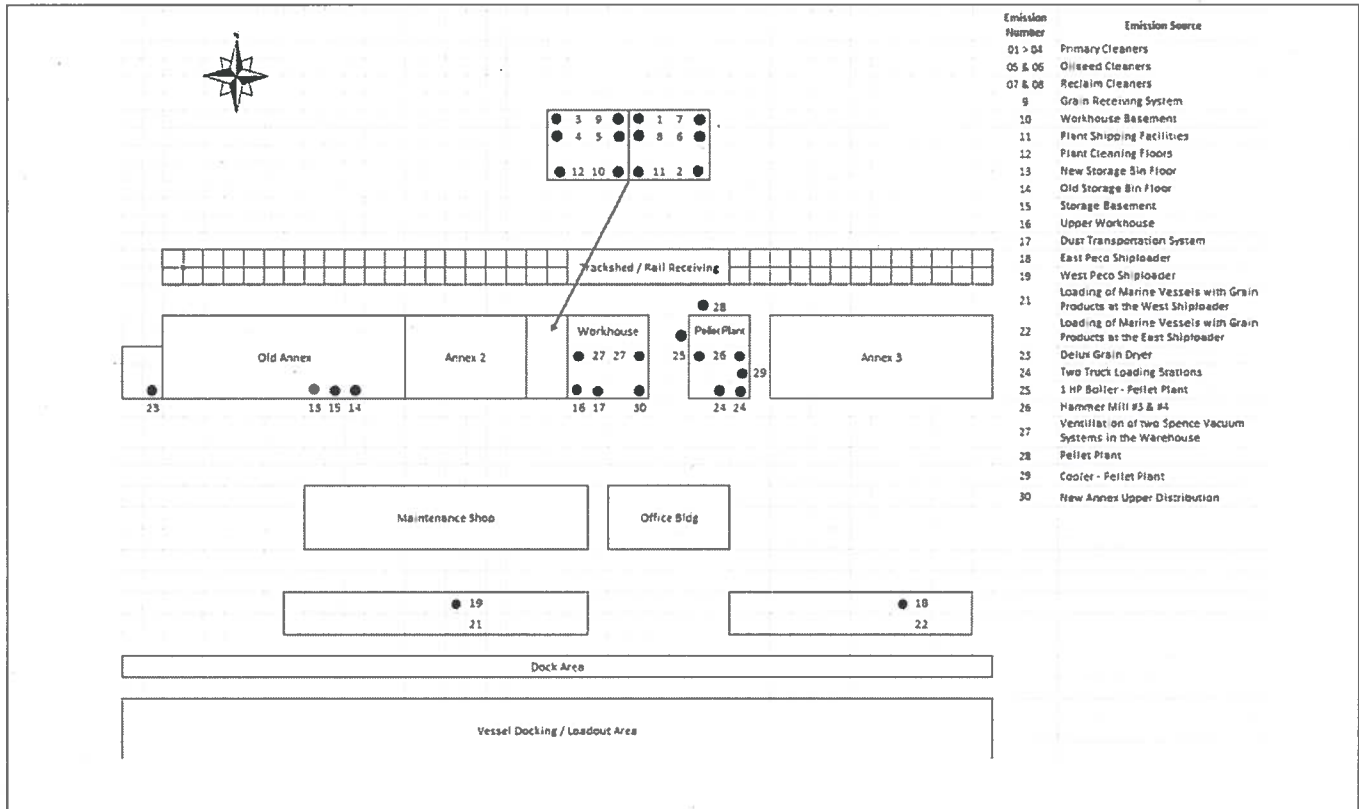 Emission Number Emission Source
01 > 04 Primary Cleaners
05 & 06 Oilseed Cleaners
07 & 08 Reclaim Cleaners
9 Grain Receiving System
10 Workhouse Basement
11 Plant Shipping Facilities
12 Plant Cleaning Floors
13 New Storage Bin Floor
14 Old Storage Bin Floor
15 Storage Basement
16 Upper Workhouse
17 Dust Transportation System
18 East Peco Shiploader
19 West Peco Shiploader
21 Loading of Marine Vessels with Grain
Products at the West Shiploader
22 Loading of Marine Vessels with Grain
Products at the East Shiploader
23 Delux Grain Dryer
24 Two Truck Loading Stations
25 1 HP Boiler - Pellet Plant
26 Hammer Mill #3 & #4
27 Ventillation of two Spence Vacuum
Systems in the Warehouse
28 Pellet Plant
29 Cooler - Pellet Plant
30 New Annex Upper Distribution
3 9 1 7
4 5 8 6
12 10 11 2
Trackshed / Rail Receiving
28
Workhouse Pellet Plant
Old Annex Annex 2 27 27 25 26 Annex 3
29
23 13 15 14 16 17 30 24 24
Maintenance Shop Office Bldg
19 18
21 22
Dock Area
Vessel Docking / Loadout Area